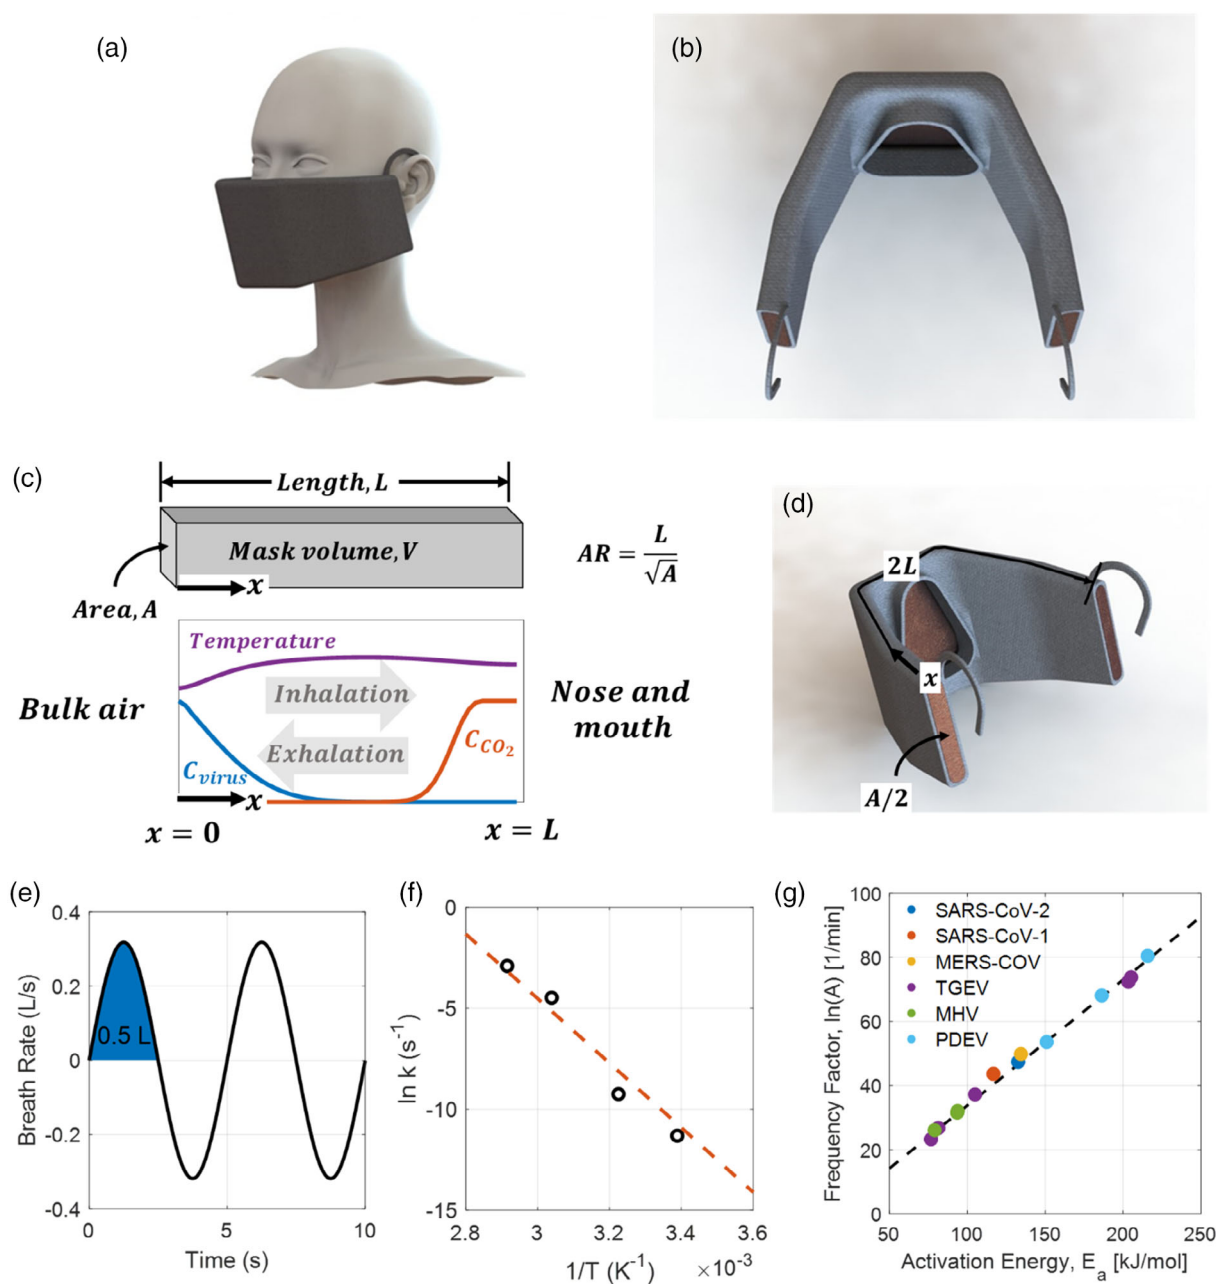 (a)
(b)
(c)
Length, L
Mask volume, V
x
Area, A
AR = L/√A
Temperature
Inhalation
Exhalation
Bulk air
Nose and
mouth
C_CO₂
C_virus
x
x = 0
x = L
(d)
2L
x
A/2
(e)
0.4
0.2
0
-0.2
-0.4
0.5 L
Breath Rate (L/s)
0
5
10
Time (s)
(f)
0
-5
-10
-15
ln k (s⁻¹)
2.8
3
3.2
3.4
3.6
1/T (K⁻¹)
×10⁻³
(g)
100
80
60
40
20
0
Frequency Factor, ln(A) [1/min]
SARS-CoV-2
SARS-CoV-1
MERS-COV
TGEV
MHV
PDEV
50
100
150
200
250
Activation Energy, Eₐ [kJ/mol]